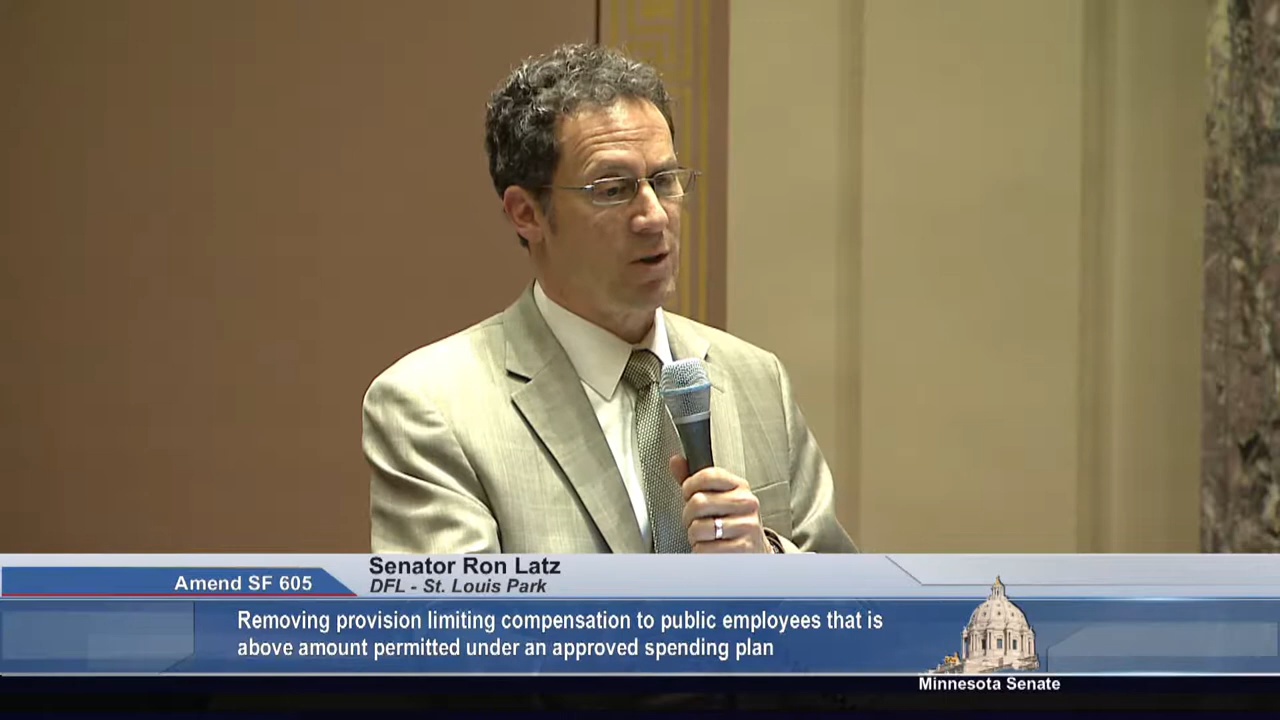 Senator Ron Latz
DFL - St. Louis Park
Amend SF 605
Removing provision limiting compensation to public employees that is
above amount permitted under an approved spending plan
Minnesota Senate